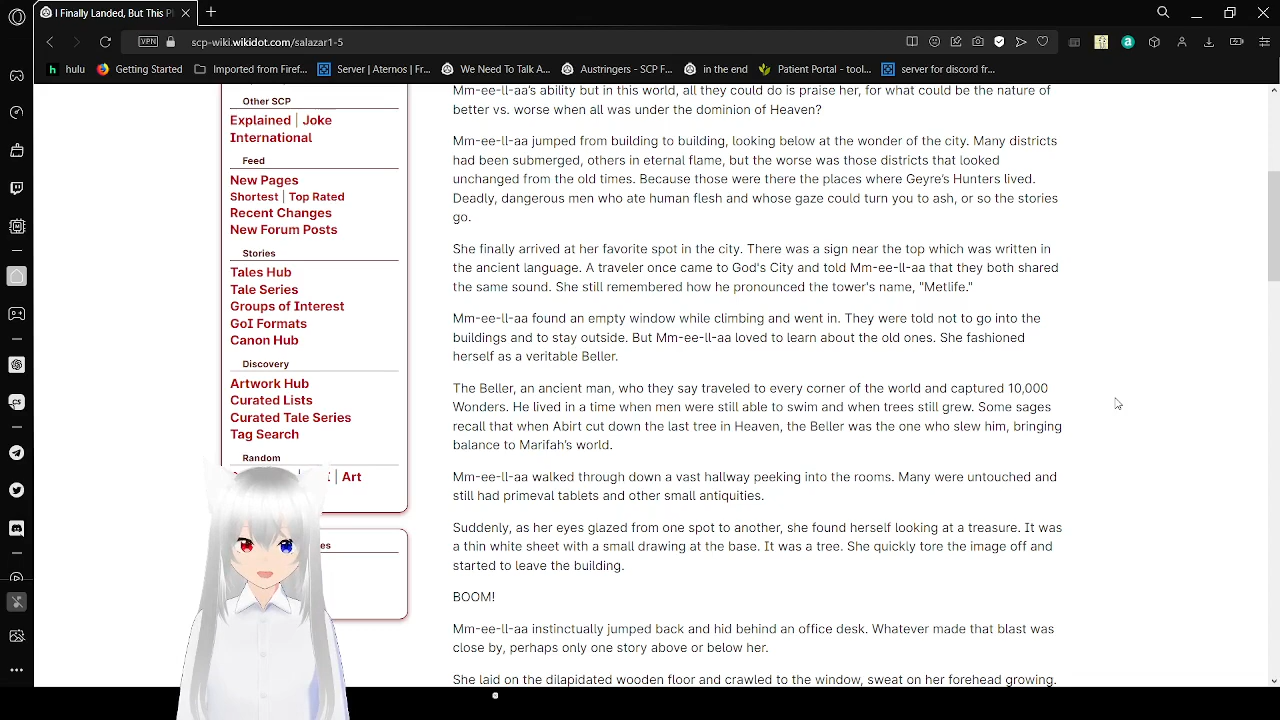 I Finally Landed, But This Pl
scp-wiki.wikidot.com/salazar1-5
VPN
hulu
Getting Started
Imported from Firef...
Server | Aternos | Fr...
We Need To Talk A...
Austringers - SCP F...
in the end
Patient Portal - tool...
server for discord fr...
Other SCP
Explained | Joke
International
Feed
New Pages
Shortest | Top Rated
Recent Changes
New Forum Posts
Stories
Tales Hub
Tale Series
Groups of Interest
GoI Formats
Canon Hub
Discovery
Artwork Hub
Curated Lists
Curated Tale Series
Tag Search
Random
| Art
Mm-ee-ll-aa's ability but in this world, all they could do is praise her, for what could be the nature of
better vs. worse when all was under the dominion of Heaven?
Mm-ee-ll-aa jumped from building to building, looking below at the wonder of the city. Many districts
had been submerged, others in eternal flame, but the worse was those districts that looked
unchanged from the old times. Because those were there the places where Geyre's Hunters lived.
Deadly, dangerous men who ate human flesh and whose gaze could turn you to ash, or so the stories
go.
She finally arrived at her favorite spot in the city. There was a sign near the top which was written in
the ancient language. A traveler once came to God's City and told Mm-ee-ll-aa that they both shared
the same sound. She still remembered how he pronounced the tower's name, "Metlife."
Mm-ee-ll-aa found an empty window while climbing and went in. They were told not to go into the
buildings and to stay outside. But Mm-ee-ll-aa loved to learn about the old ones. She fashioned
herself as a veritable Beller.
The Beller, an ancient man, who they say traveled to every corner of the world and captured 10,000
Wonders. He lived in a time when men were still able to swim and when trees still grew. Some sages
recall that when Abirt cut down the last tree in Heaven, the Beller was the one who slew him, bringing
balance to Marifah's world.
Mm-ee-ll-aa walked through down a vast hallway peeking into the rooms. Many were untouched and
still had primeval tablets and other small antiquities.
Suddenly, as her eyes glazed from one spot to another, she found herself looking at a treasure. It was
a thin white sheet with a small drawing at the base. It was a tree. She quickly tore the image off and
started to leave the building.
BOOM!
Mm-ee-ll-aa instinctually jumped back and hid behind an office desk. Whatever made that blast was
close by, perhaps only one story above or below her.
She laid on the dilapidated wooden floor and crawled to the window, sweat on her forehead growing.